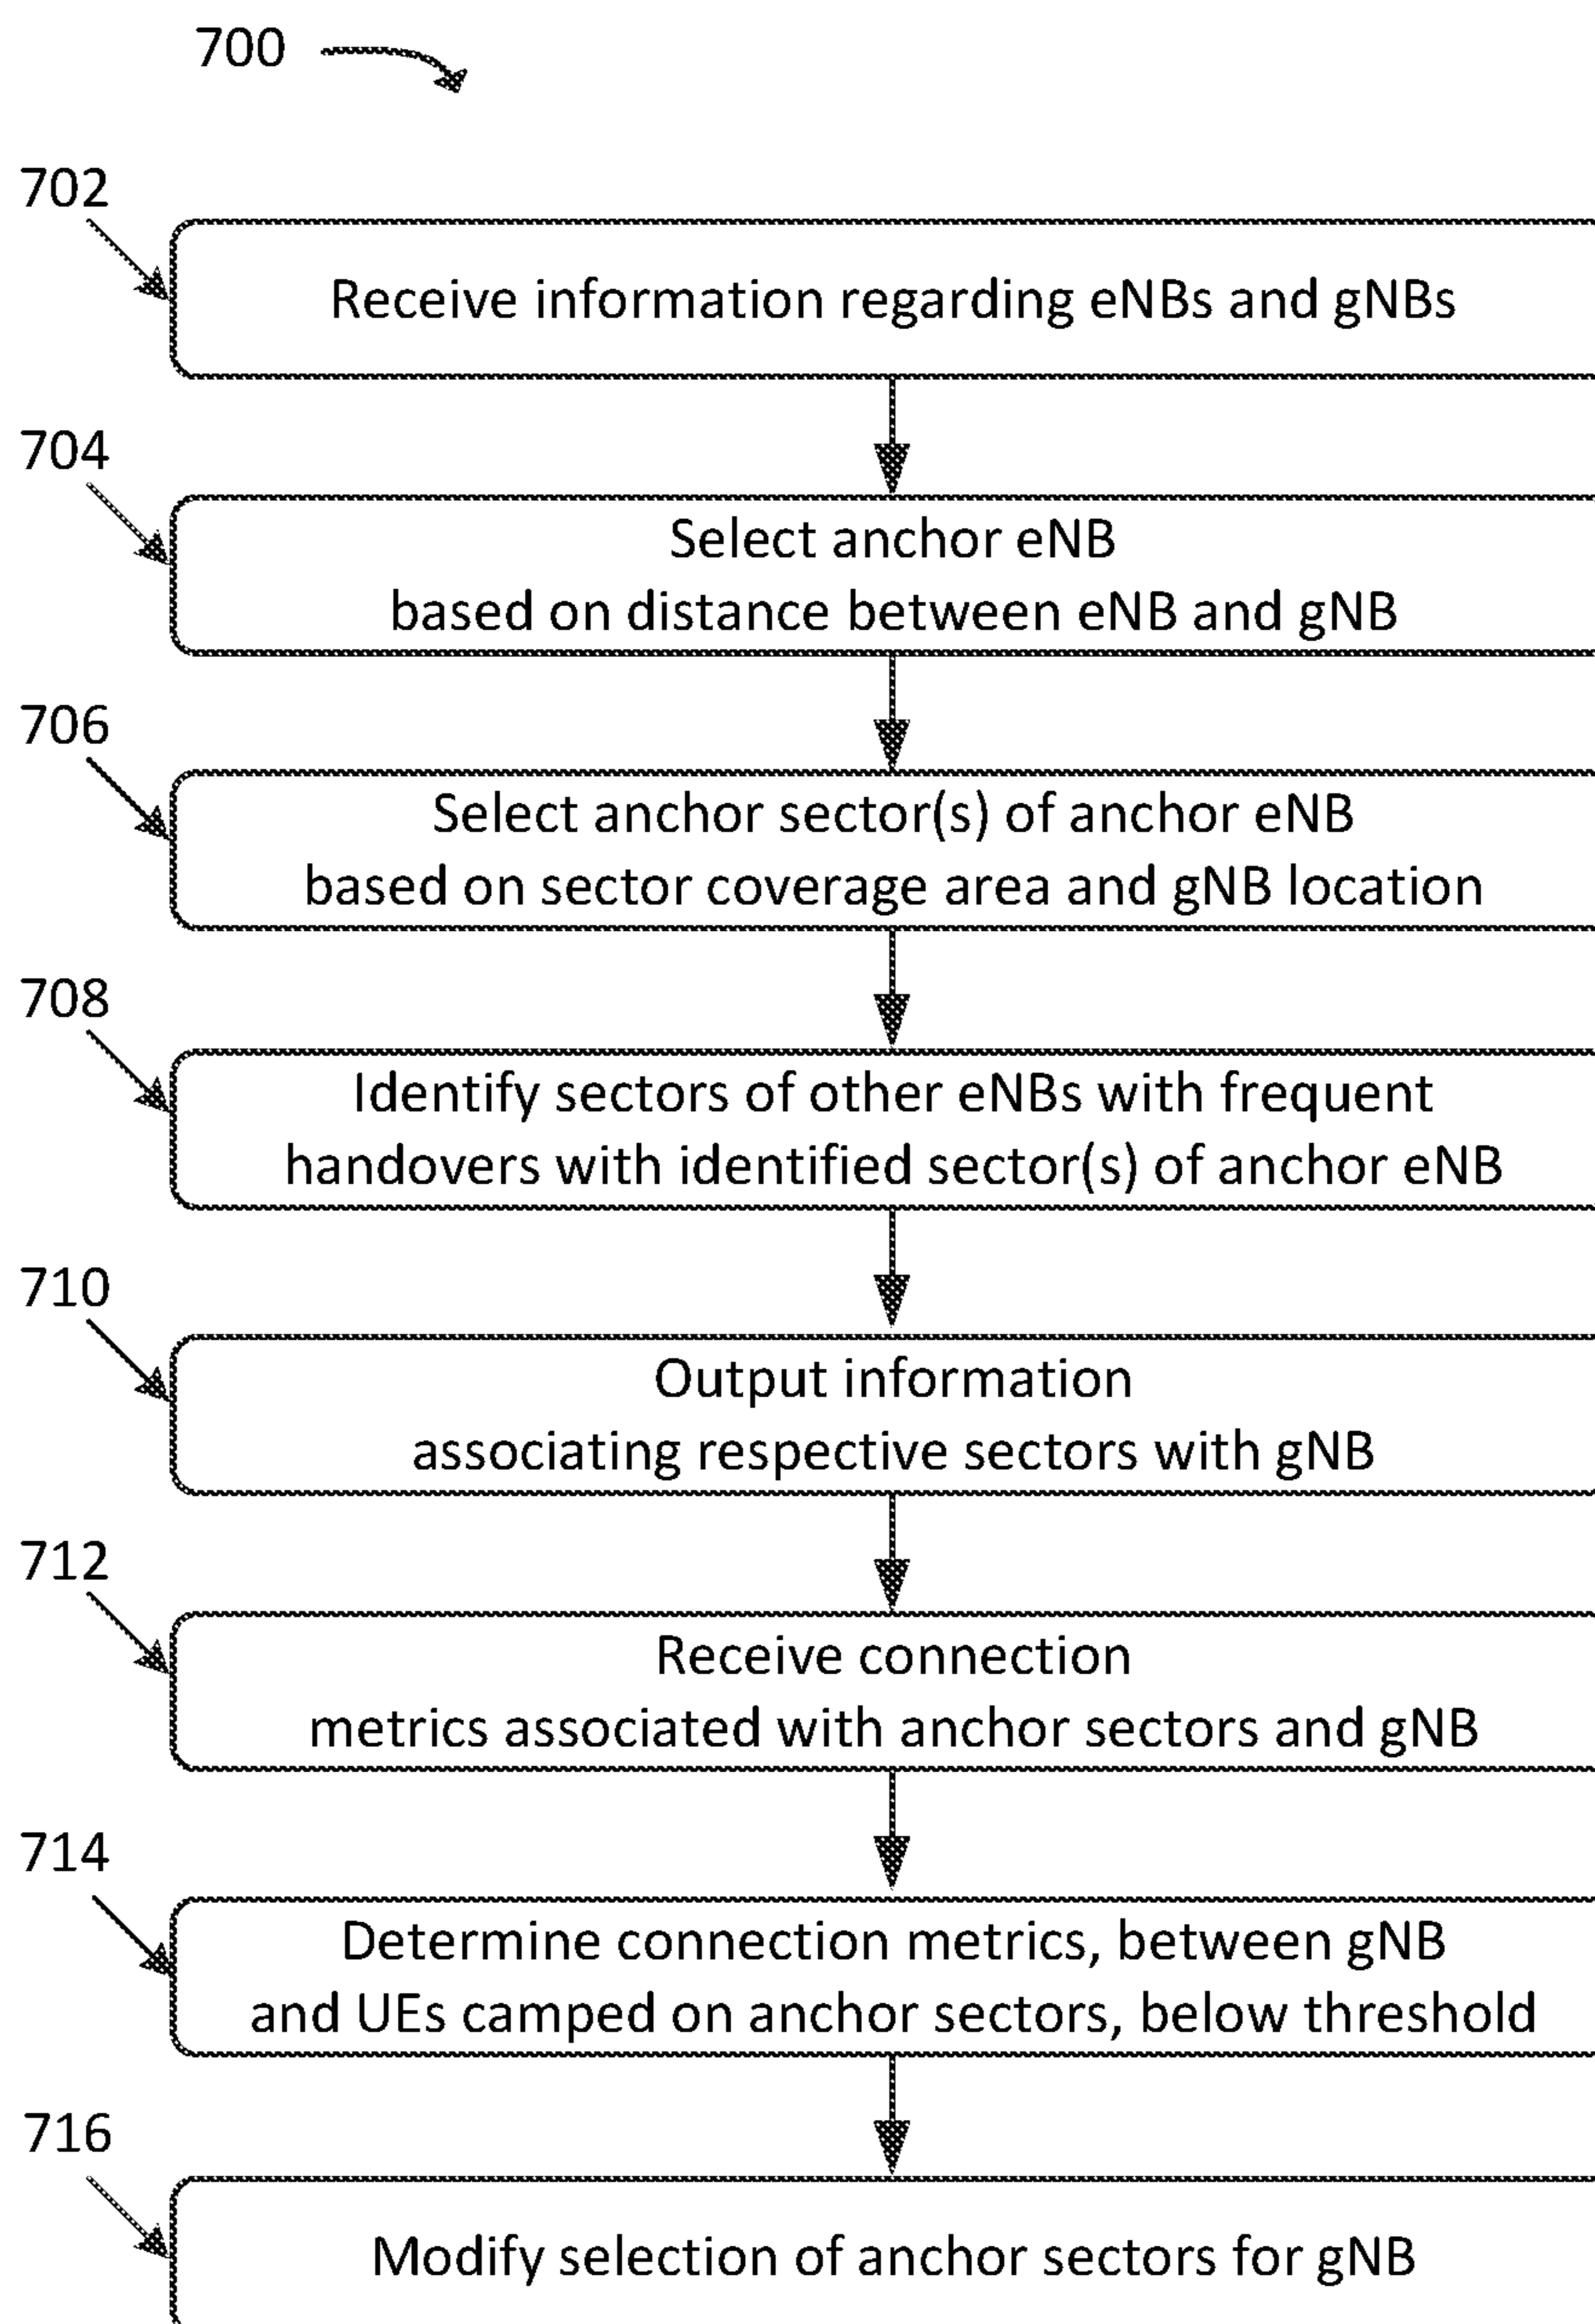 700
702
Receive information regarding eNBs and gNBs
704
Select anchor eNB
based on distance between eNB and gNB
706
Select anchor sector(s) of anchor eNB
based on sector coverage area and gNB location
708
Identify sectors of other eNBs with frequent
handovers with identified sector(s) of anchor eNB
710
Output information
associating respective sectors with gNB
712
Receive connection
metrics associated with anchor sectors and gNB
714
Determine connection metrics, between gNB
and UEs camped on anchor sectors, below threshold
716
Modify selection of anchor sectors for gNB